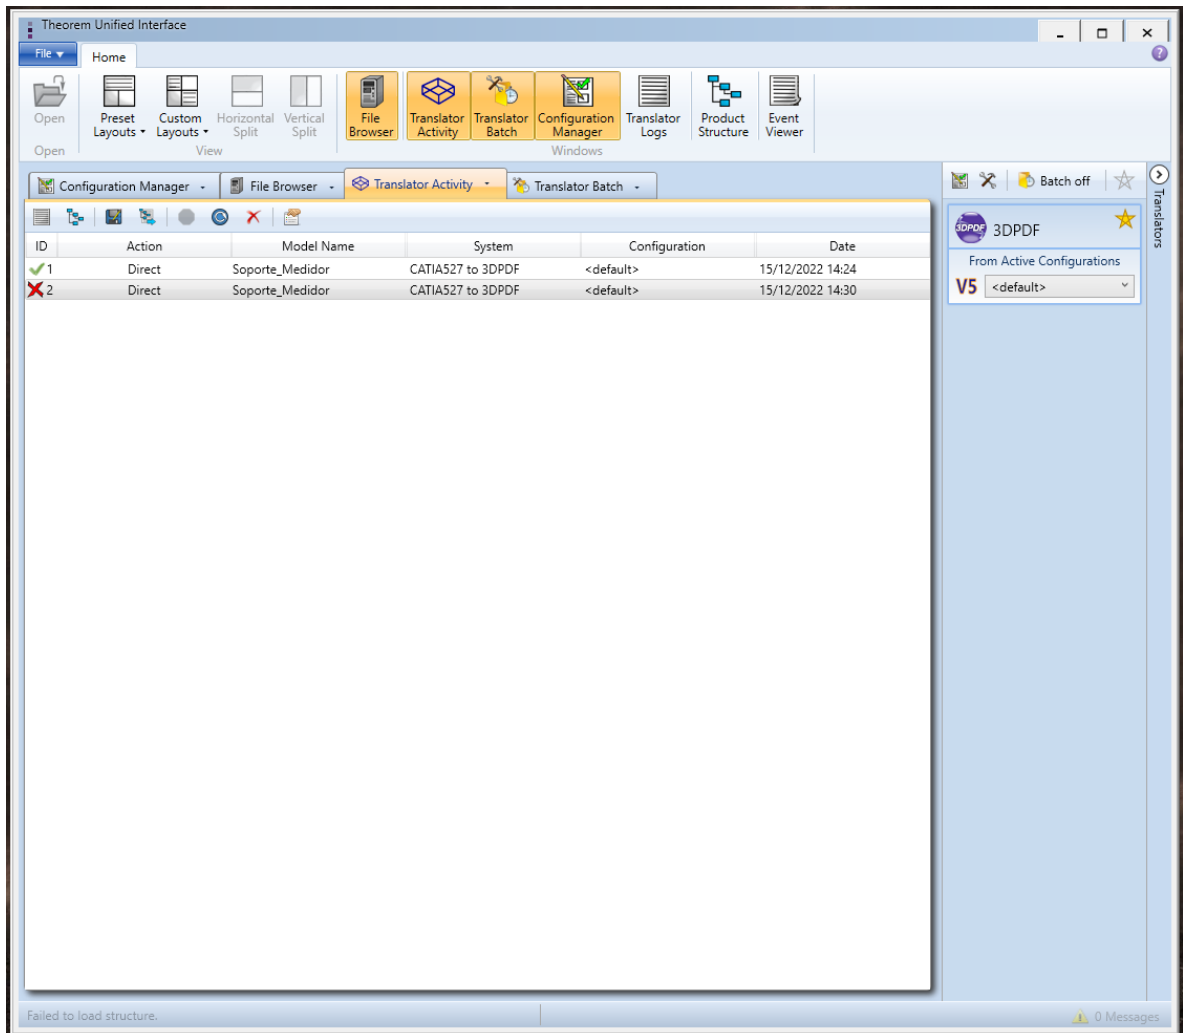 Theorem Unified Interface
File
Home
Open
Preset Layouts
Custom Layouts
Horizontal Split
Vertical Split
File Browser
Translator Activity
Translator Batch
Configuration Manager
Translator Logs
Product Structure
Event Viewer
Open
View
Windows
Configuration Manager
File Browser
Translator Activity
Translator Batch
Batch off
Translators
ID Action Model Name System Configuration Date
1 Direct Soporte_Medidor CATIA527 to 3DPDF <default> 15/12/2022 14:24
2 Direct Soporte_Medidor CATIA527 to 3DPDF <default> 15/12/2022 14:30
3DPDF 3DPDF
From Active Configurations
V5 <default>
Failed to load structure.
0 Messages